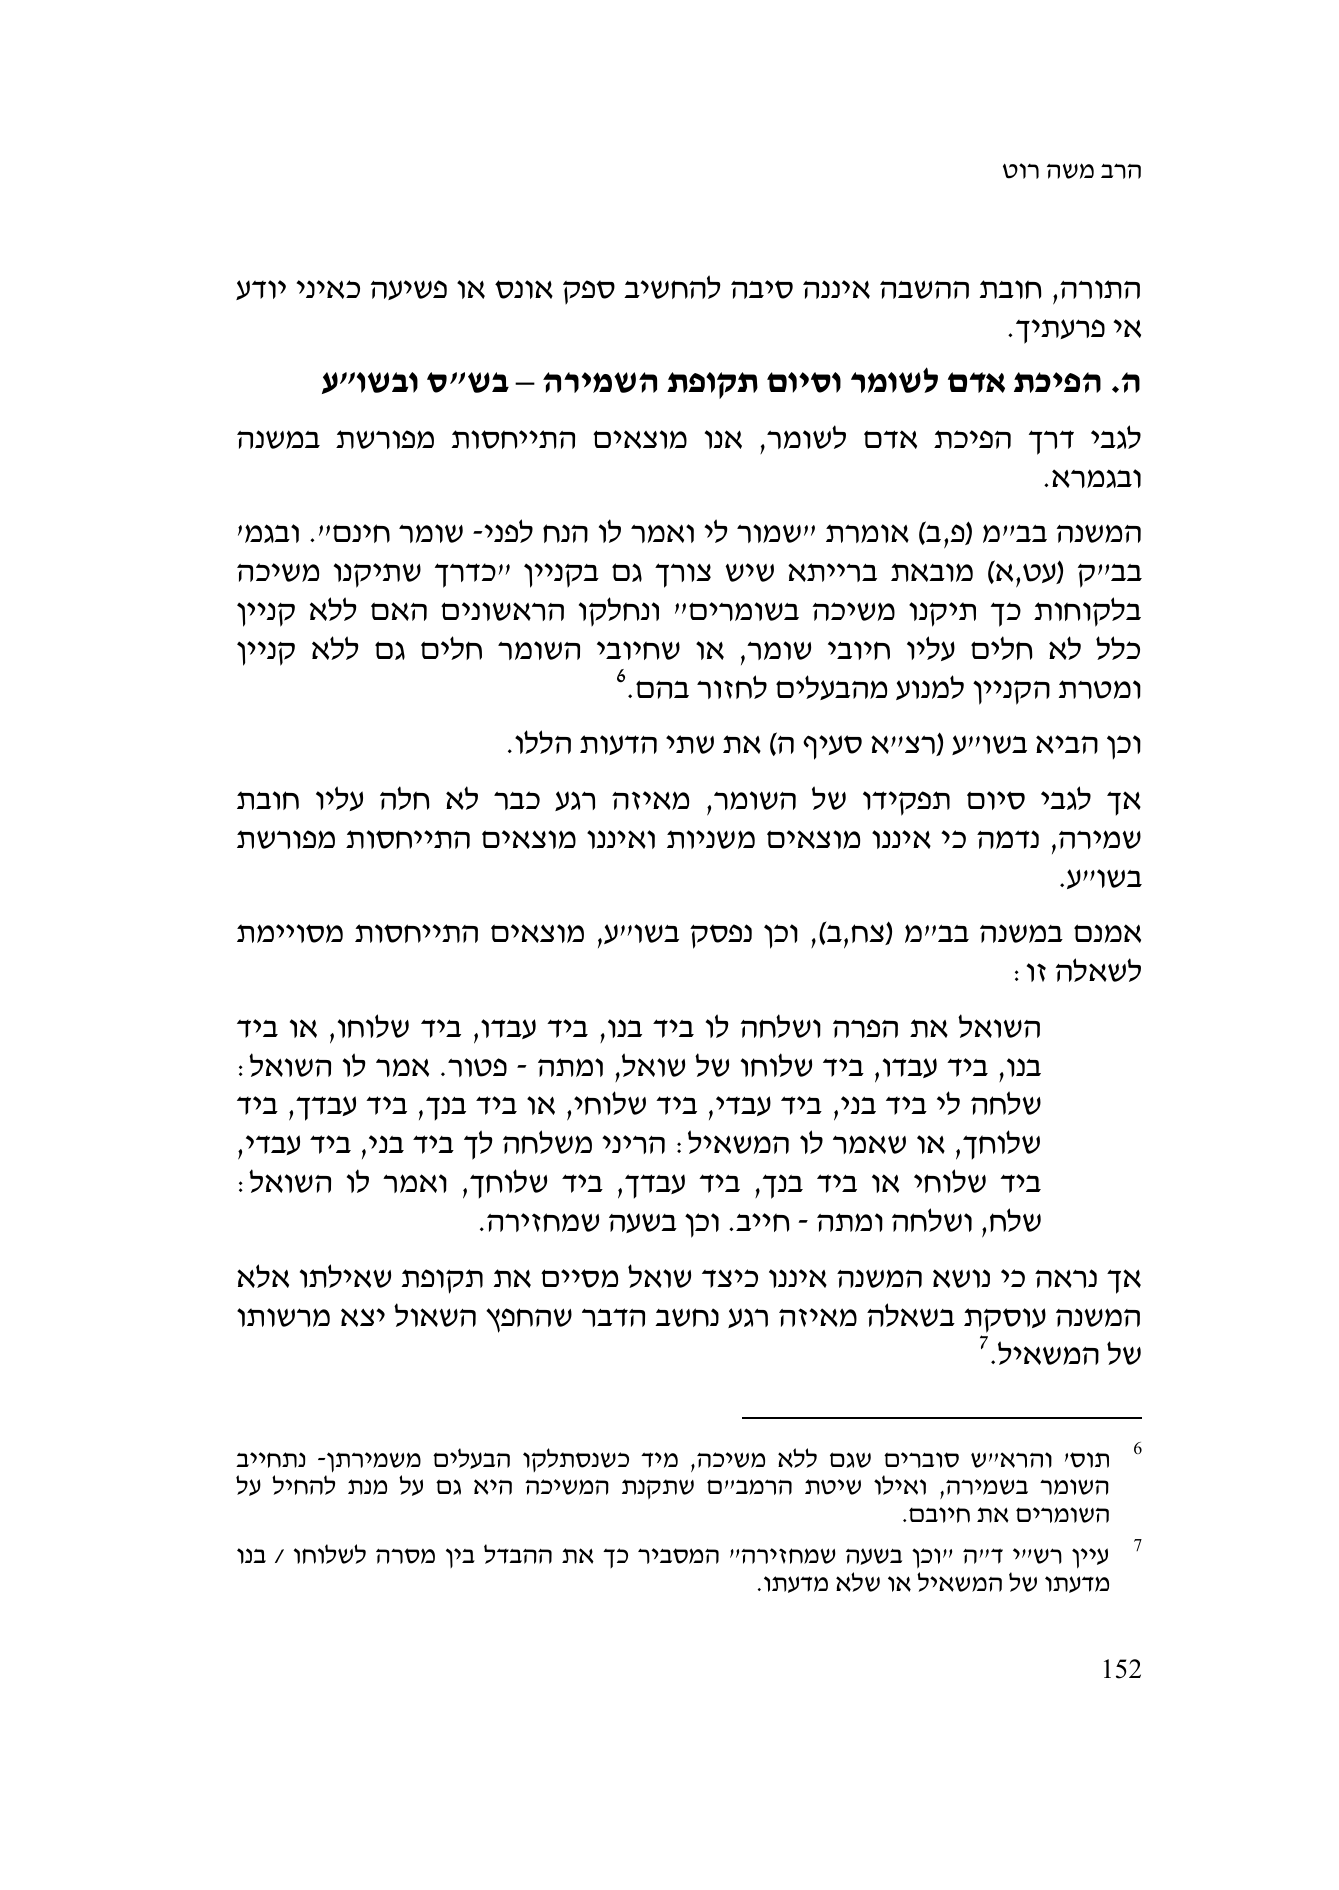 הרב משה רוט
התורה, חובת ההשבה איננה סיבה להחשיב ספק אונס או פשיעה כאיני יודע
אי פרעתיך.
ה. הפיכת אדם לשומר וסיום תקופת השמירה – בש״ס ובשו״ע
לגבי דרך הפיכת אדם לשומר, אנו מוצאים התייחסות מפורשת במשנה
ובגמרא.
המשנה בב״מ (פ,ב) אומרת ״שמור לי ואמר לו הנח לפני- שומר חינם״. ובגמ׳
בב״ק (עט,א) מובאת ברייתא שיש צורך גם בקניין ״כדרך שתיקנו משיכה
בלקוחות כך תיקנו משיכה בשומרים״ ונחלקו הראשונים האם ללא קניין
כלל לא חלים עליו חיובי שומר, או שחיובי השומר חלים גם ללא קניין
ומטרת הקניין למנוע מהבעלים לחזור בהם.6
וכן הביא בשו״ע (רצ״א סעיף ה) את שתי הדעות הללו.
אך לגבי סיום תפקידו של השומר, מאיזה רגע כבר לא חלה עליו חובת
שמירה, נדמה כי איננו מוצאים משניות ואיננו מוצאים התייחסות מפורשת
בשו״ע.
אמנם במשנה בב״מ (צח,ב), וכן נפסק בשו״ע, מוצאים התייחסות מסויימת
לשאלה זו:
השואל את הפרה ושלחה לו ביד בנו, ביד עבדו, ביד שלוחו, או ביד
בנו, ביד עבדו, ביד שלוחו של שואל, ומתה - פטור. אמר לו השואל:
שלחה לי ביד בני, ביד עבדי, ביד שלוחי, או ביד בנך, ביד עבדך, ביד
שלוחך, או שאמר לו המשאיל: הריני משלחה לך ביד בני, ביד עבדי,
ביד שלוחי או ביד בנך, ביד עבדך, ביד שלוחך, ואמר לו השואל:
שלח, ושלחה ומתה - חייב. וכן בשעה שמחזירה.
אך נראה כי נושא המשנה איננו כיצד שואל מסיים את תקופת שאילתו אלא
המשנה עוסקת בשאלה מאיזה רגע נחשב הדבר שהחפץ השאול יצא מרשותו
של המשאיל.7
6 תוס׳ והרא״ש סוברים שגם ללא משיכה, מיד כשנסתלקו הבעלים משמירתן- נתחייב
השומר בשמירה, ואילו שיטת הרמב״ם שתקנת המשיכה היא גם על מנת להחיל על
השומרים את חיובם.
7 עיין רש״י ד״ה ״וכן בשעה שמחזירה״ המסביר כך את ההבדל בין מסרה לשלוחו / בנו
מדעתו של המשאיל או שלא מדעתו.
152